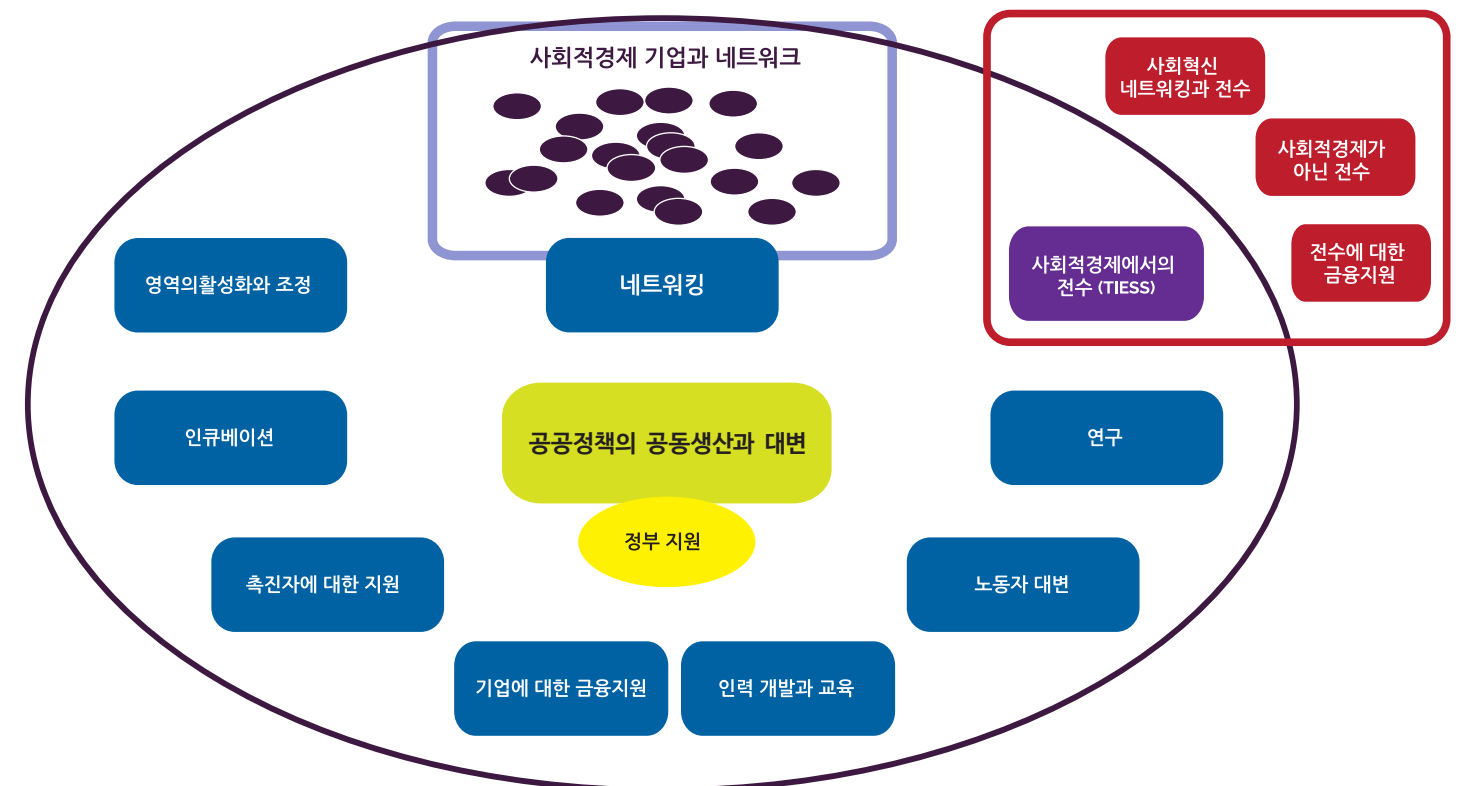 사회적경제 기업과 네트워크
사회혁신
네트워킹과 전수
사회적경제가
아닌 전수
전수에 대한
금융지원
사회적경제에서의
전수 (TIESS)
영역의활성화와 조정
네트워킹
인큐베이션
공공정책의 공동생산과 대변
연구
정부 지원
촉진자에 대한 지원
노동자 대변
기업에 대한 금융지원
인력 개발과 교육